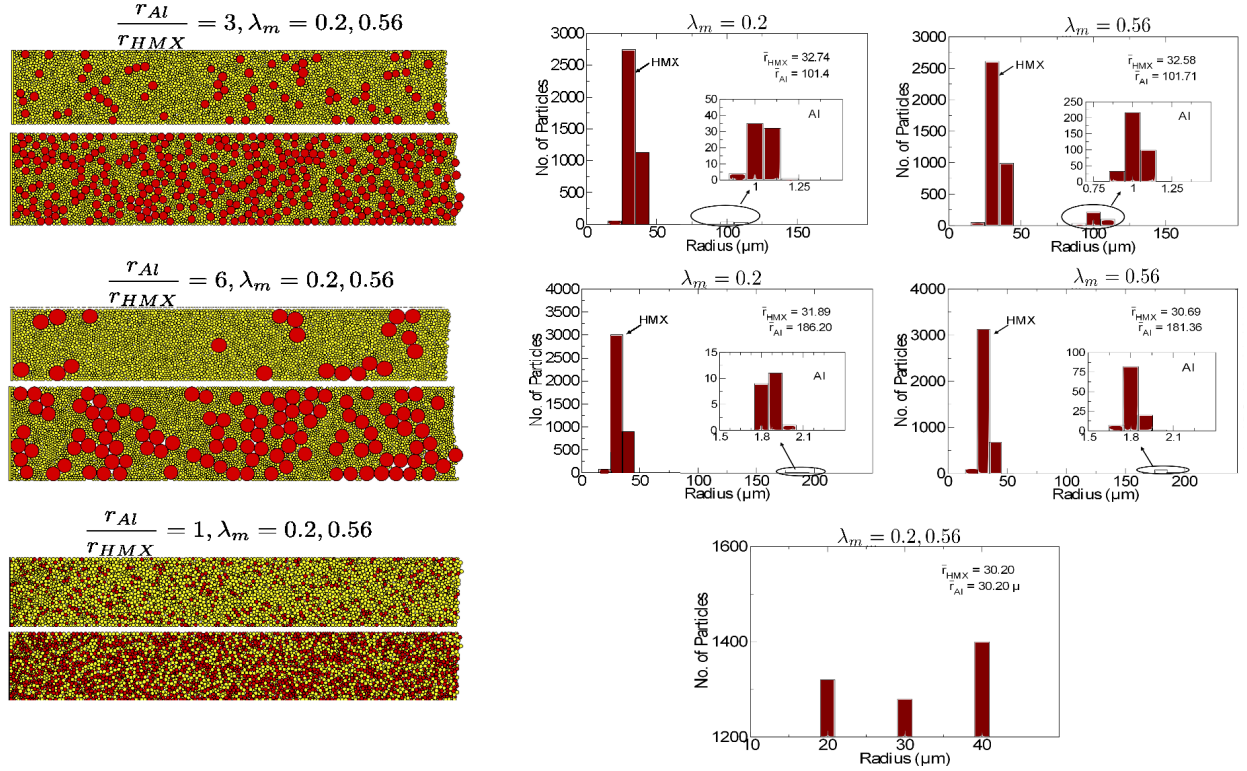 r_Al / r_HMX = 3, λ_m = 0.2, 0.56
λ_m = 0.2
No. of Particles
3000
2500
2000
1500
1000
500
0
0 50 100 150
Radius (µm)
HMX
r̄_HMX = 32.74
r̄_Al = 101.4
50
40
30
20
10
0
1 1.25
Al
λ_m = 0.56
No. of Particles
3000
2500
2000
1500
1000
500
0
0 50 100 150
Radius (µm)
HMX
r̄_HMX = 32.58
r̄_Al = 101.71
250
200
150
100
50
0
0.75 1 1.25
Al
r_Al / r_HMX = 6, λ_m = 0.2, 0.56
λ_m = 0.2
No. of Particles
4000
3500
3000
2500
2000
1500
1000
500
0
0 50 100 150 200
Radius (µm)
HMX
r̄_HMX = 31.89
r̄_Al = 186.20
15
10
5
0
1.5 1.8 2.1
Al
λ_m = 0.56
No. of Particles
4000
3500
3000
2500
2000
1500
1000
500
0
0 50 100 150 200
Radius (µm)
HMX
r̄_HMX = 30.69
r̄_Al = 181.36
100
75
50
25
0
1.5 1.8 2.1
Al
r_Al / r_HMX = 1, λ_m = 0.2, 0.56
λ_m = 0.2, 0.56
No. of Particles
1600
1400
1200
10 20 30 40
Radius (µm)
r̄_HMX = 30.20
r̄_Al = 30.20 µ